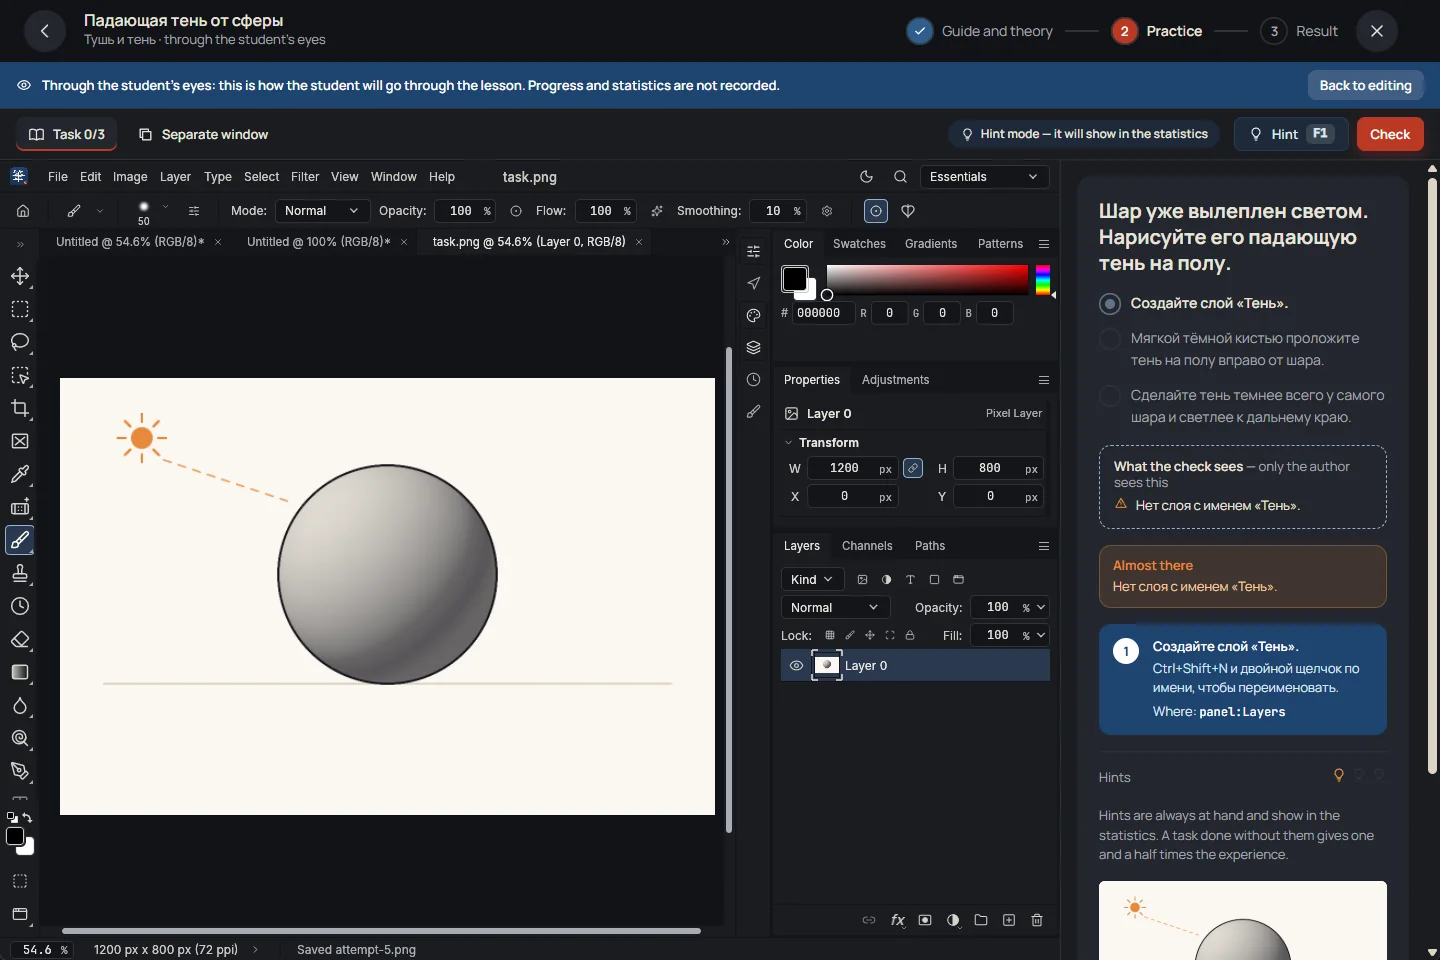 Падающая тень от сферы
Тушь и тень · through the student's eyes
Guide and theory
2 Practice
3 Result
Through the student's eyes: this is how the student will go through the lesson. Progress and statistics are not recorded.
Back to editing
Task 0/3
Separate window
Hint mode — it will show in the statistics
Hint F1
Check
File Edit Image Layer Type Select Filter View Window Help
task.png
Essentials
50
Mode: Normal
Opacity: 100 %
Flow: 100 %
Smoothing: 10 %
Untitled @ 54.6% (RGB/8)*
Untitled @ 100% (RGB/8)*
task.png @ 54.6% (Layer 0, RGB/8)
Color Swatches Gradients Patterns
# 000000 R 0 G 0 B 0
Properties Adjustments
Layer 0 Pixel Layer
Transform
W 1200 px H 800 px
X 0 px Y 0 px
Layers Channels Paths
Kind
Normal Opacity: 100 %
Lock: Fill: 100 %
Layer 0
fx
54.6 %
1200 px x 800 px (72 ppi)
Saved attempt-5.png
Шар уже вылеплен светом.
Нарисуйте его падающую
тень на полу.
Создайте слой «Тень».
Мягкой тёмной кистью проложите
тень на полу вправо от шара.
Сделайте тень темнее всего у самого
шара и светлее к дальнему краю.
What the check sees — only the author
sees this
Нет слоя с именем «Тень».
Almost there
Нет слоя с именем «Тень».
1 Создайте слой «Тень».
Ctrl+Shift+N и двойной щелчок по
имени, чтобы переименовать.
Where: panel:Layers
Hints
Hints are always at hand and show in the
statistics. A task done without them gives one
and a half times the experience.